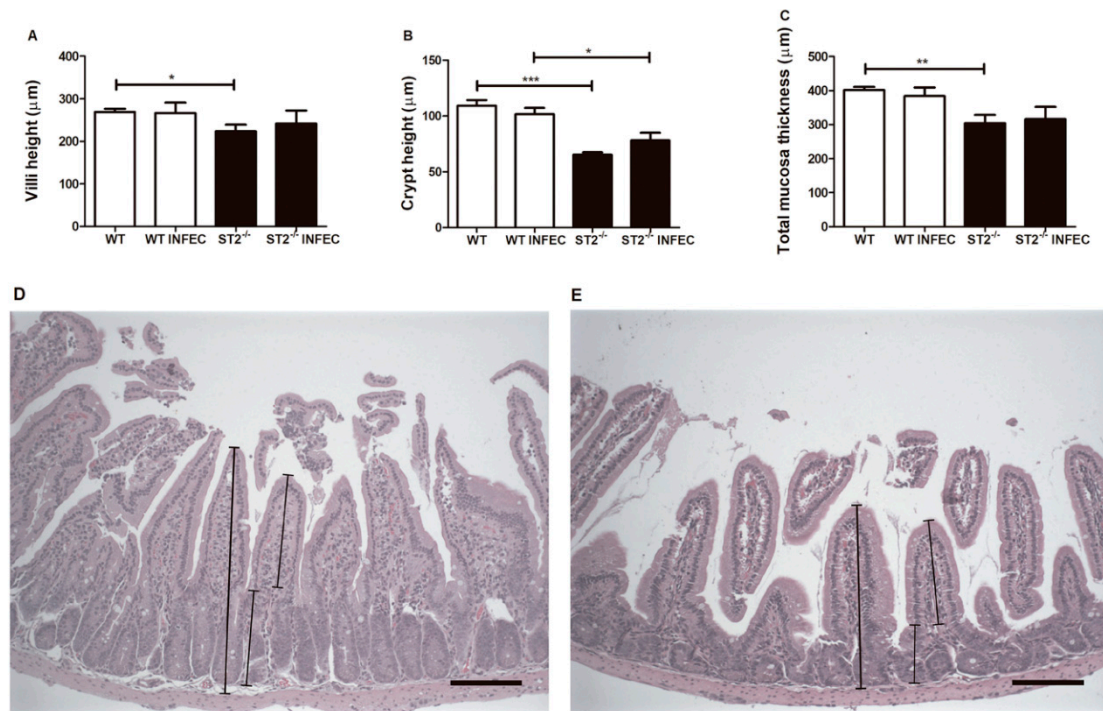 A
Villi height (μm)
400
300
200
100
0
*
WT
WT INFEC
ST2-/-
ST2-/- INFEC
B
Crypt height (μm)
150
100
50
0
***
*
WT
WT INFEC
ST2-/-
ST2-/- INFEC
C
Total mucosa thickness (μm)
500
400
300
200
100
0
**
WT
WT INFEC
ST2-/-
ST2-/- INFEC
D
E